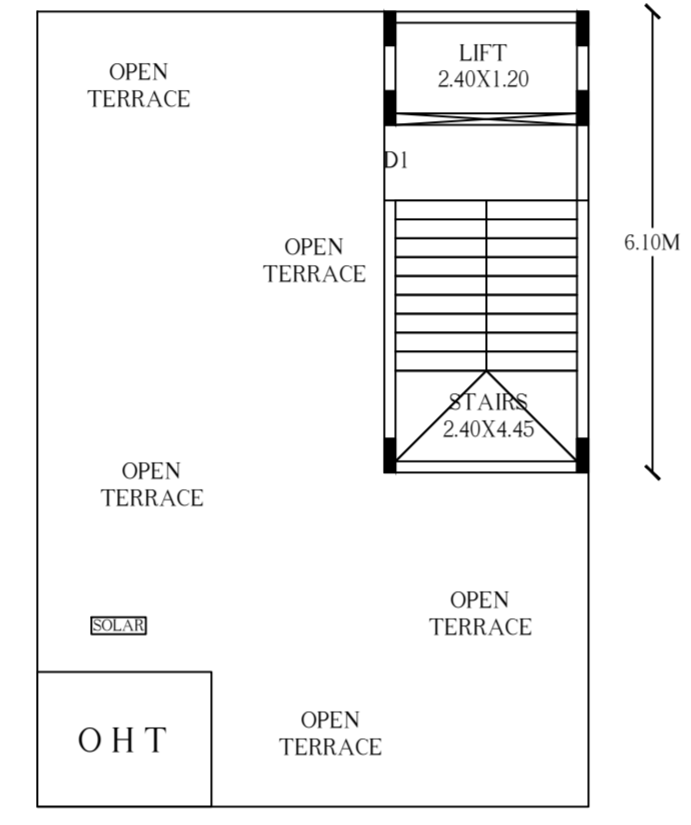 LIFT
2.40X1.20
OPEN
TERRACE
D1
OPEN
TERRACE
6.10M
STAIRS
2.40X4.45
OPEN
TERRACE
OPEN
TERRACE
SOLAR
OPEN
TERRACE
OHT